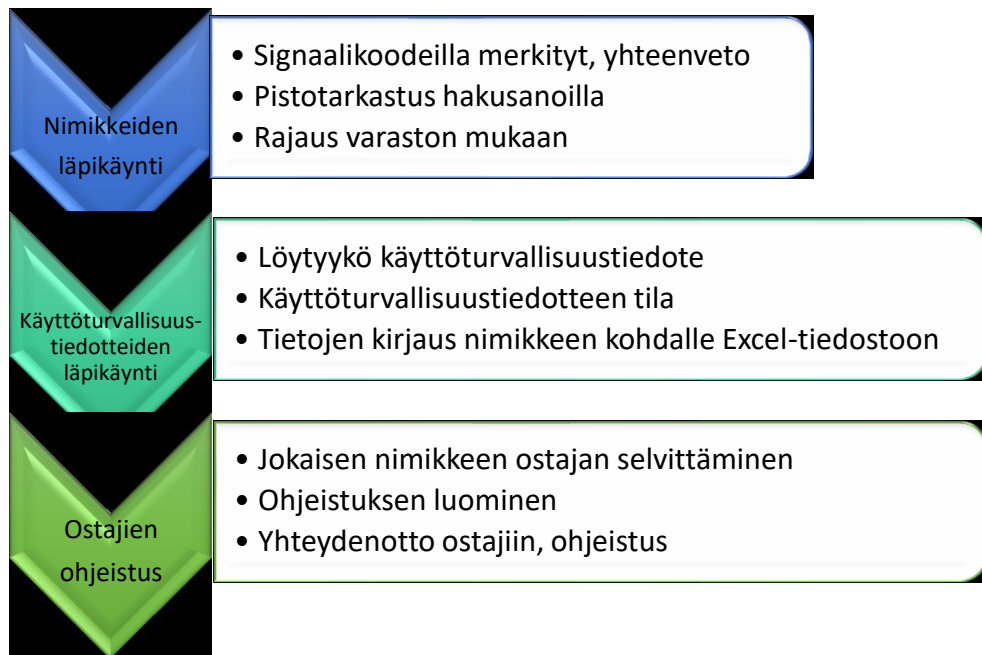 Nimikkeiden
läpikäynti
• Signaalikoodeilla merkityt, yhteenveto
• Pistotarkastus hakusanoilla
• Rajaus varaston mukaan
Käyttöturvallisuus-
tiedotteiden
läpikäynti
• Löytyykö käyttöturvallisuustiedote
• Käyttöturvallisuustiedotteen tila
• Tietojen kirjaus nimikkeen kohdalle Excel-tiedostoon
Ostajien
ohjeistus
• Jokaisen nimikkeen ostajan selvittäminen
• Ohjeistuksen luominen
• Yhteydenotto ostajiin, ohjeistus